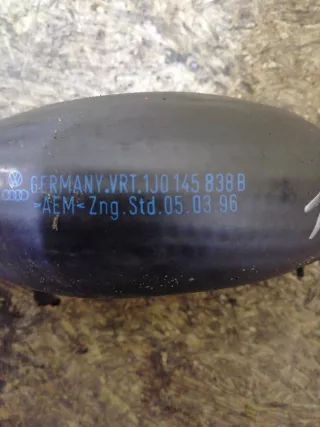 GERMANY.VRT.1J0 145 838 B
>AEM< Zng.Std.05.03.96